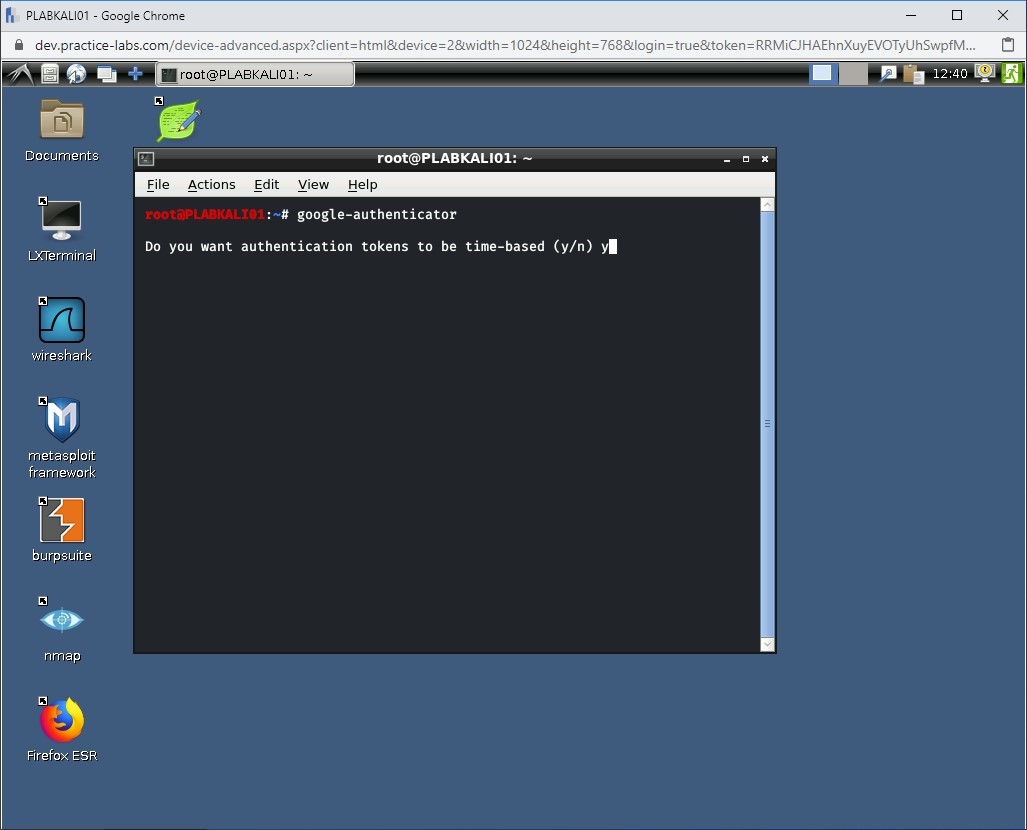 PLABKALI01 - Google Chrome
dev.practice-labs.com/device-advanced.aspx?client=html&device=2&width=1024&height=768&login=true&token=RRMiCJHAEhnXuyEVOTyUhSwpfM...
root@PLABKALI01: ~
12:40
Documents
LXTerminal
wireshark
metasploit
framework
burpsuite
nmap
Firefox ESR
root@PLABKALI01: ~
File Actions Edit View Help
root@PLABKALI01:~# google-authenticator
Do you want authentication tokens to be time-based (y/n) y